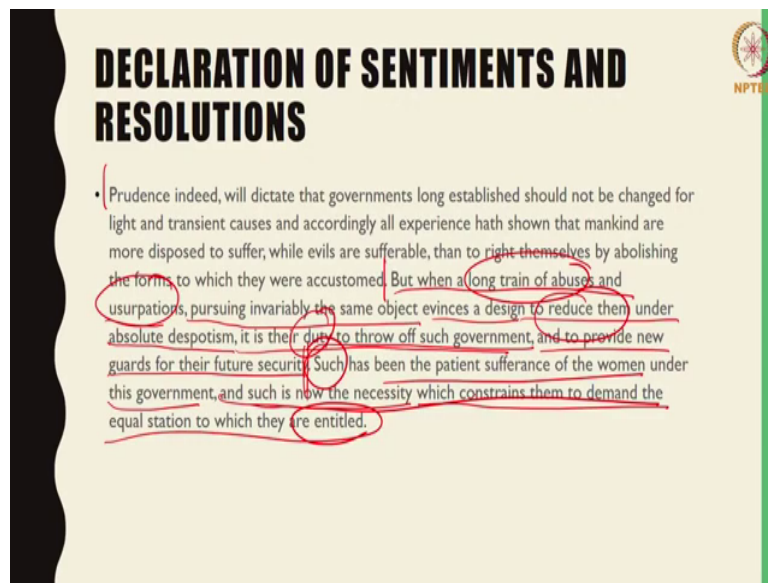 DECLARATION OF SENTIMENTS AND
RESOLUTIONS
NPTEL
• Prudence indeed, will dictate that governments long established should not be changed for
light and transient causes and accordingly all experience hath shown that mankind are
more disposed to suffer, while evils are sufferable, than to right themselves by abolishing
the forms to which they were accustomed. But when a long train of abuses and
usurpations, pursuing invariably the same object evinces a design to reduce them under
absolute despotism, it is their duty to throw off such government, and to provide new
guards for their future security. Such has been the patient sufferance of the women under
this government, and such is now the necessity which constrains them to demand the
equal station to which they are entitled.